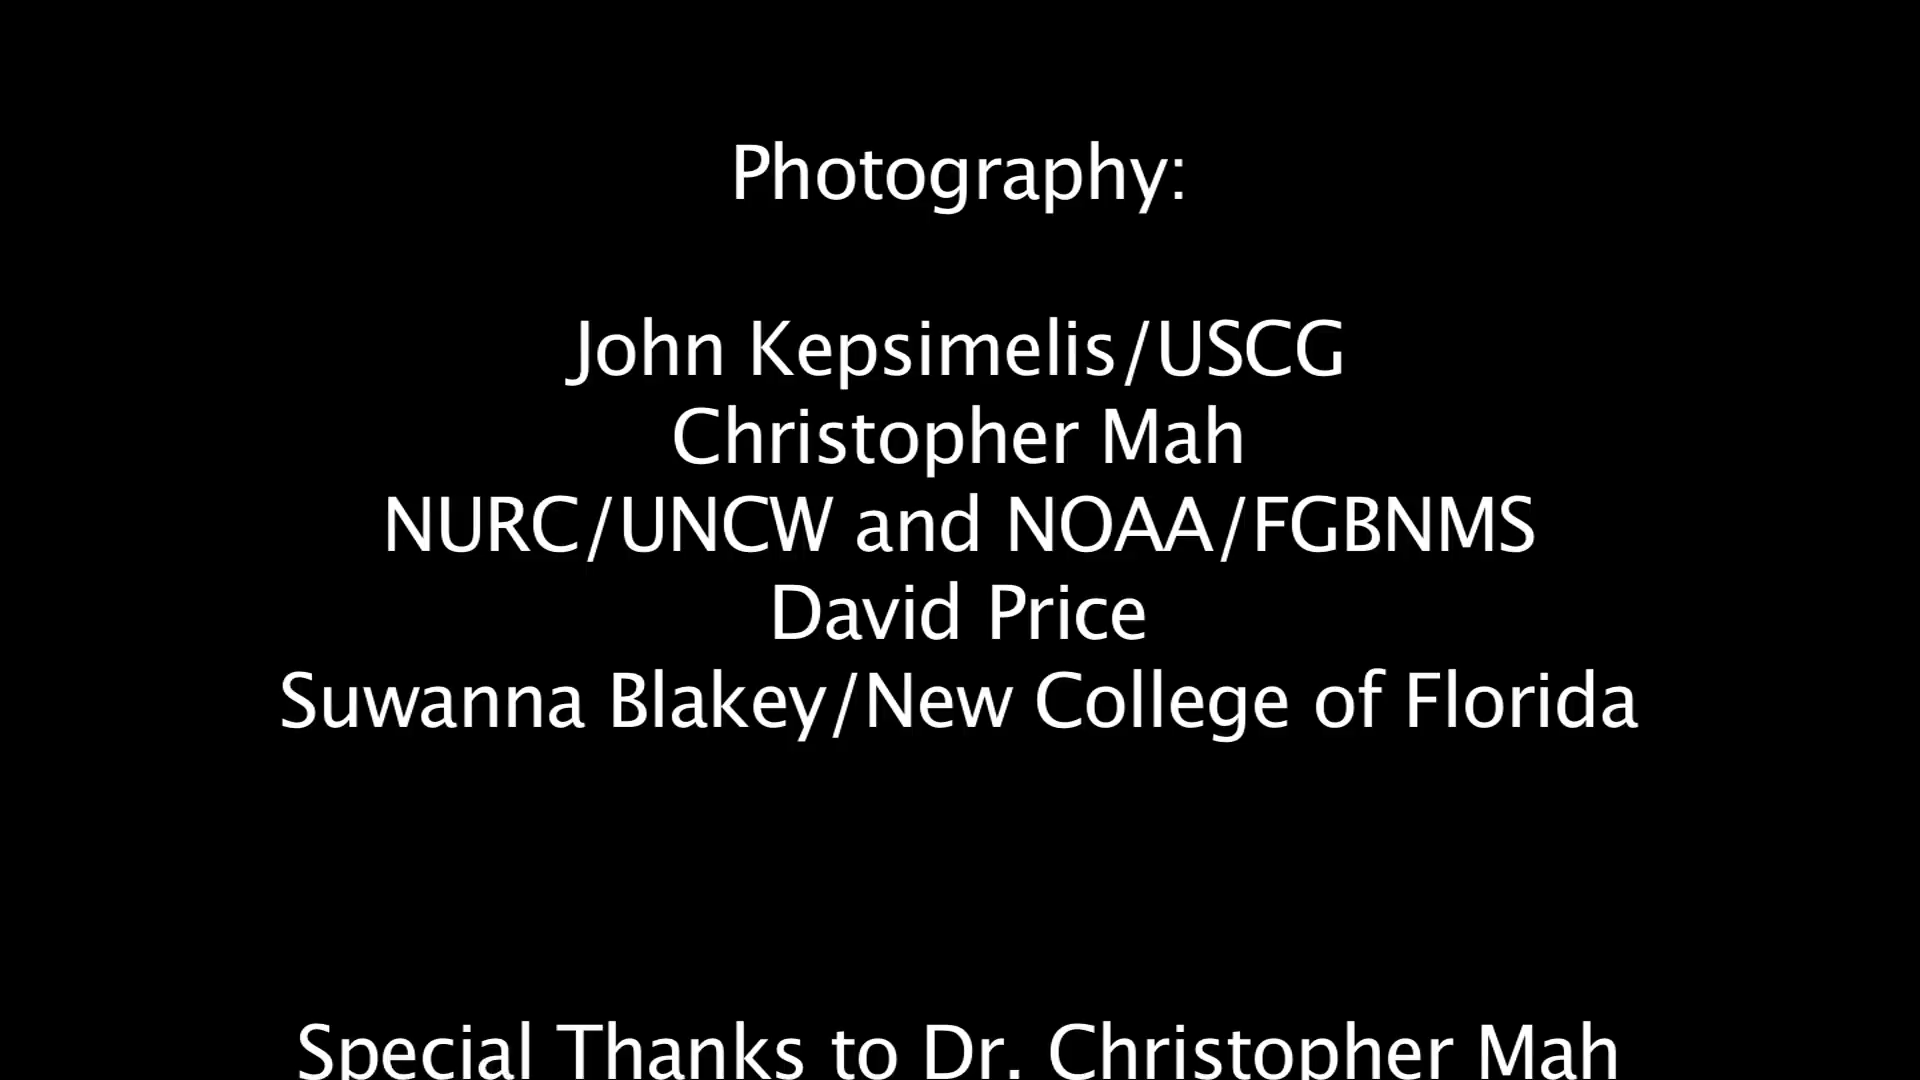 Photography:
John Kepsimelis/USCG
Christopher Mah
NURC/UNCW and NOAA/FGBNMS
David Price
Suwanna Blakey/New College of Florida
Special Thanks to Dr. Christopher Mah